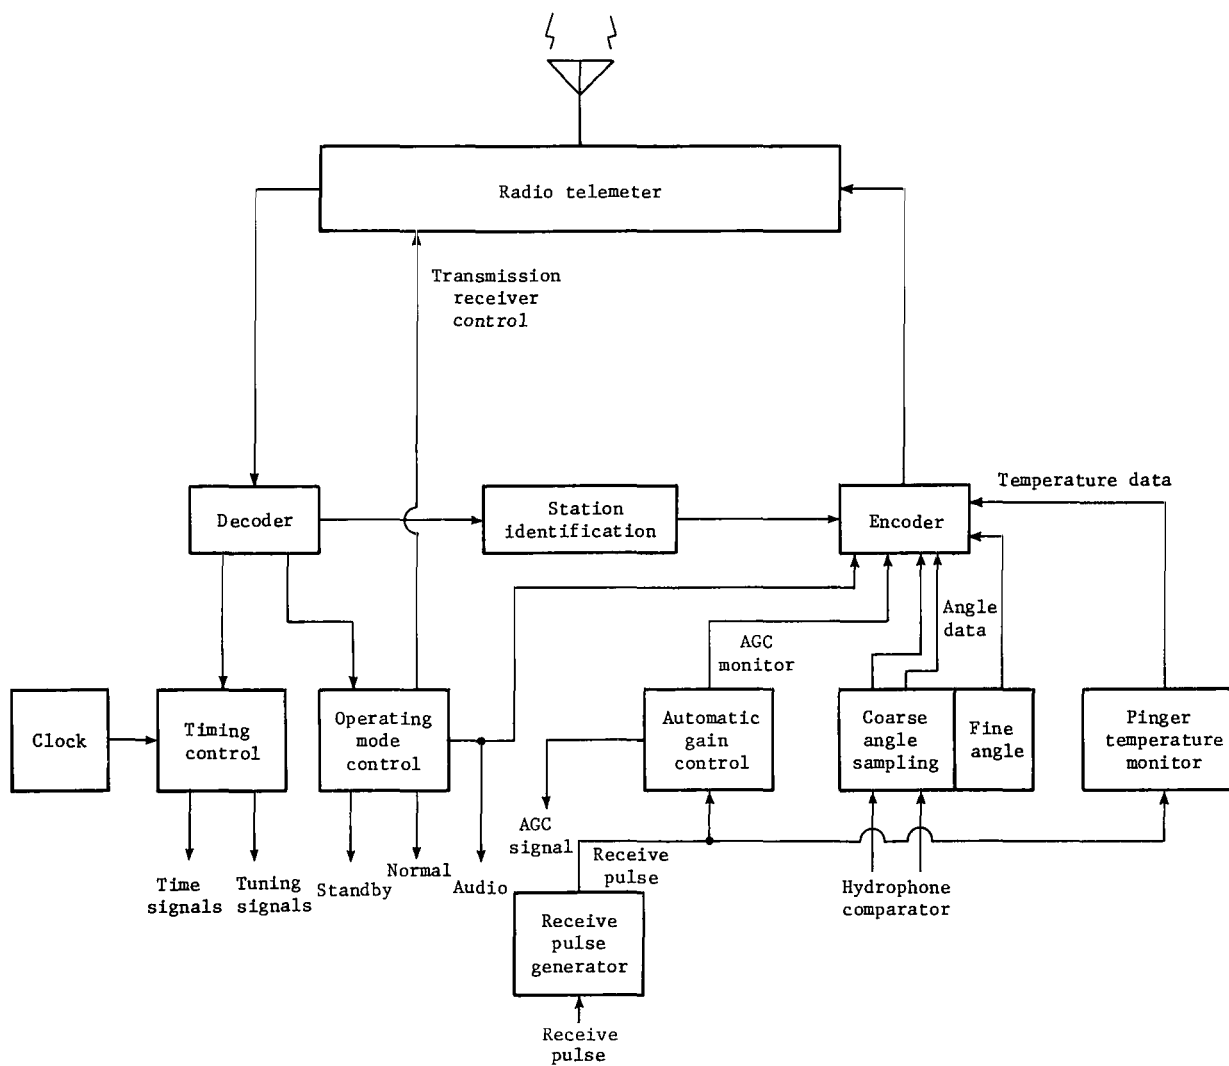 Radio telemeter
Transmission
receiver
control
Temperature data
Decoder
Station
identification
Encoder
Angle
data
AGC
monitor
Clock
Timing
control
Operating
mode
control
Automatic
gain
control
Coarse
angle
sampling
Fine
angle
Pinger
temperature
monitor
AGC
signal
Receive
pulse
Time
signals
Tuning
signals
Standby
Normal
Audio
Hydrophone
comparator
Receive
pulse
generator
Receive
pulse